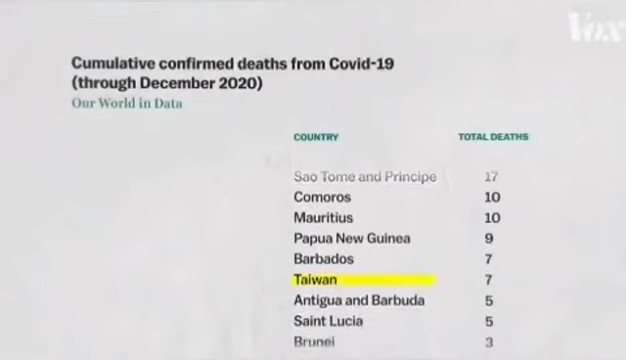 Vox
Cumulative confirmed deaths from Covid-19
(through December 2020)
Our World in Data
COUNTRY TOTAL DEATHS
Sao Tome and Principe 17
Comoros 10
Mauritius 10
Papua New Guinea 9
Barbados 7
Taiwan 7
Antigua and Barbuda 5
Saint Lucia 5
Brunei 3